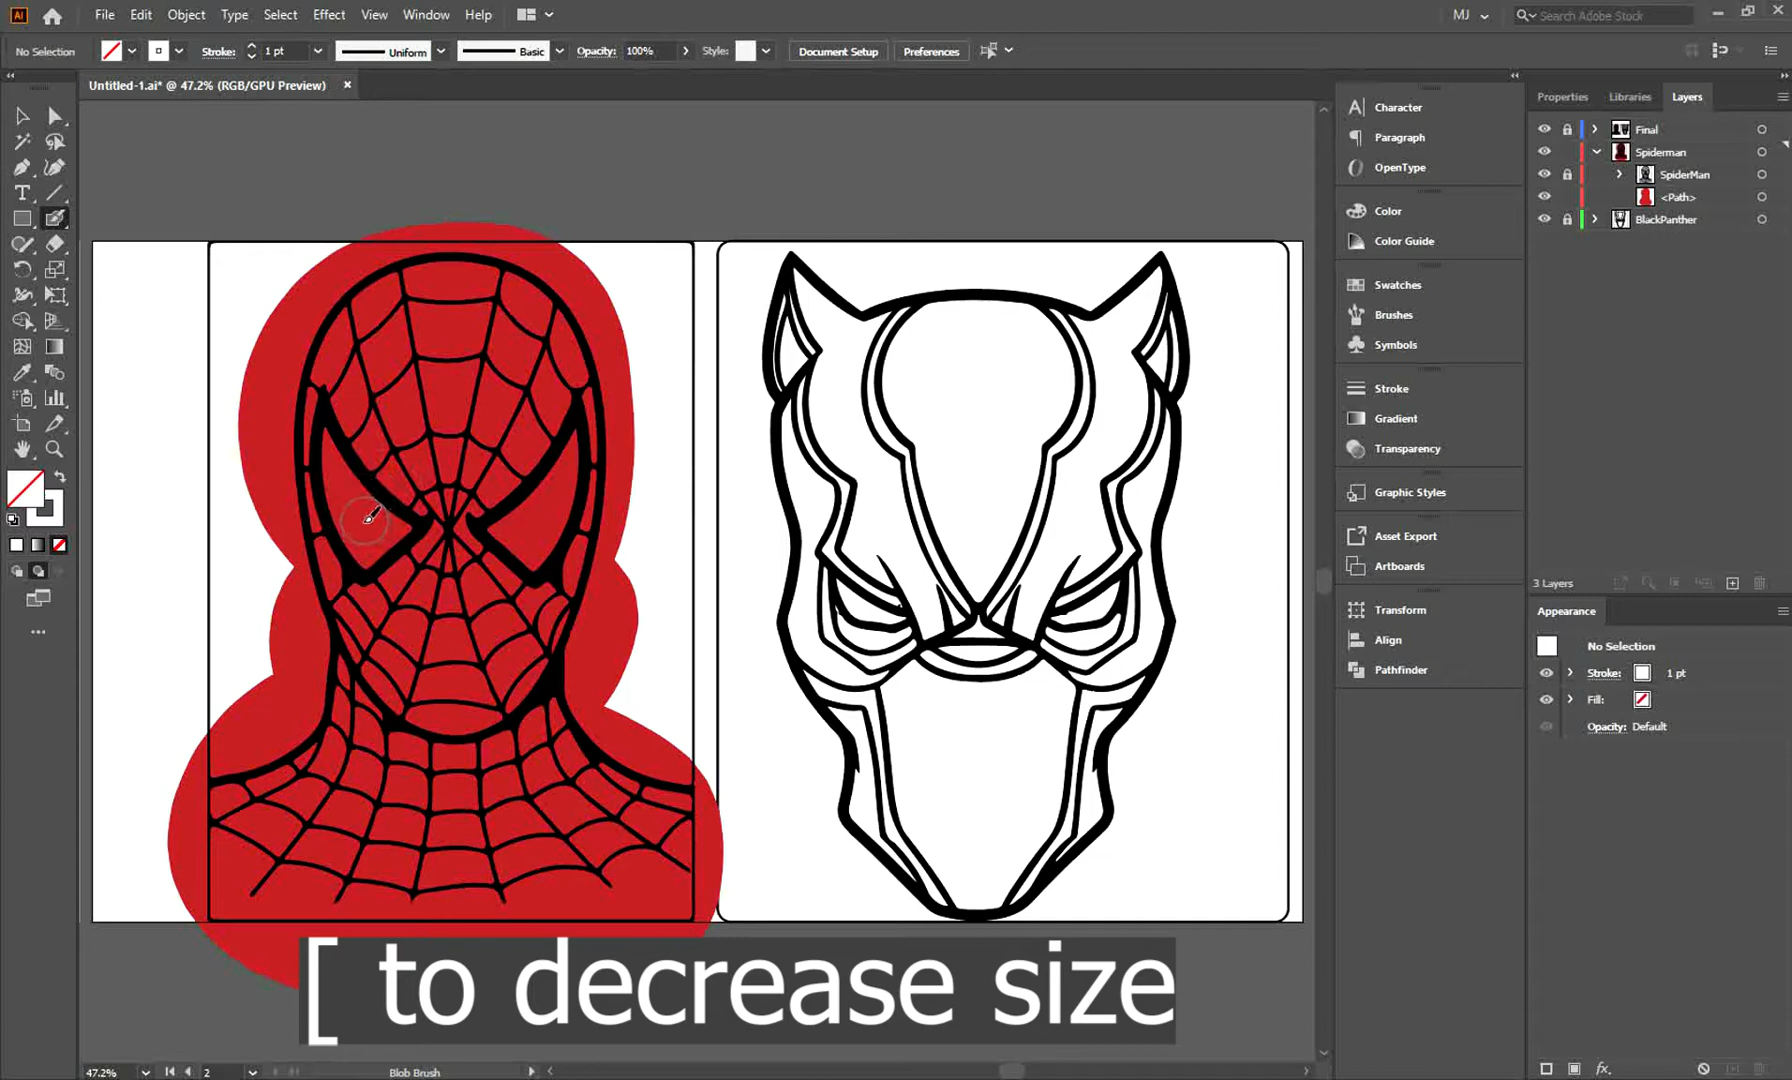 Ai File Edit Object Type Select Effect View Window Help MJ Search Adobe Stock
No Selection Stroke: 1 pt Uniform Basic Opacity: 100% Style: Document Setup Preferences
Untitled-1.ai* @ 47.2% (RGB/GPU Preview) ×
Character
Paragraph
OpenType
Color
Color Guide
Swatches
Brushes
Symbols
Stroke
Gradient
Transparency
Graphic Styles
Asset Export
Artboards
Transform
Align
Pathfinder
Properties Libraries Layers
Final
Spiderman
SpiderMan
<Path>
BlackPanther
3 Layers
Appearance
No Selection
Stroke: 1 pt
Fill:
Opacity: Default
fx
[ to decrease size
47.2% 2 Blob Brush